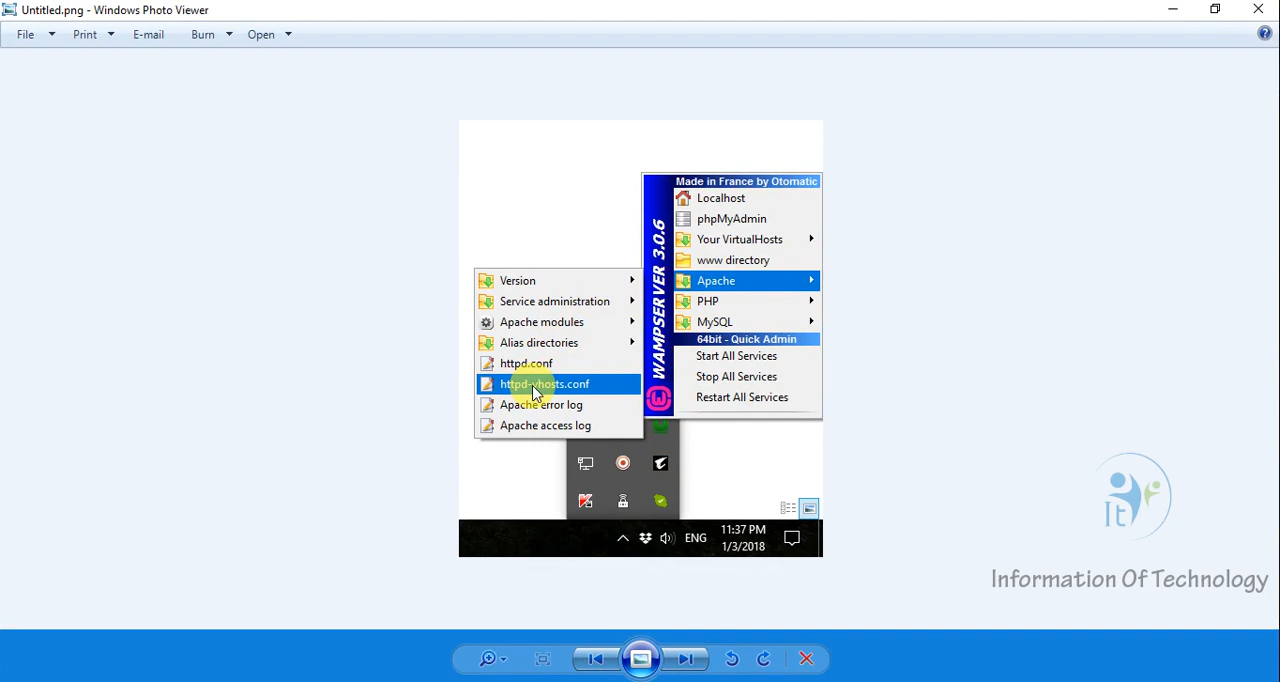 Untitled.png - Windows Photo Viewer
File Print E-mail Burn Open
Made in France by Otomatic
Localhost
phpMyAdmin
Your VirtualHosts
www directory
Apache
PHP
MySQL
64bit - Quick Admin
Start All Services
Stop All Services
Restart All Services
WAMPSERVER 3.0.6
Version
Service administration
Apache modules
Alias directories
httpd.conf
httpd-vhosts.conf
Apache error log
Apache access log
ENG
11:37 PM
1/3/2018
It
Information Of Technology